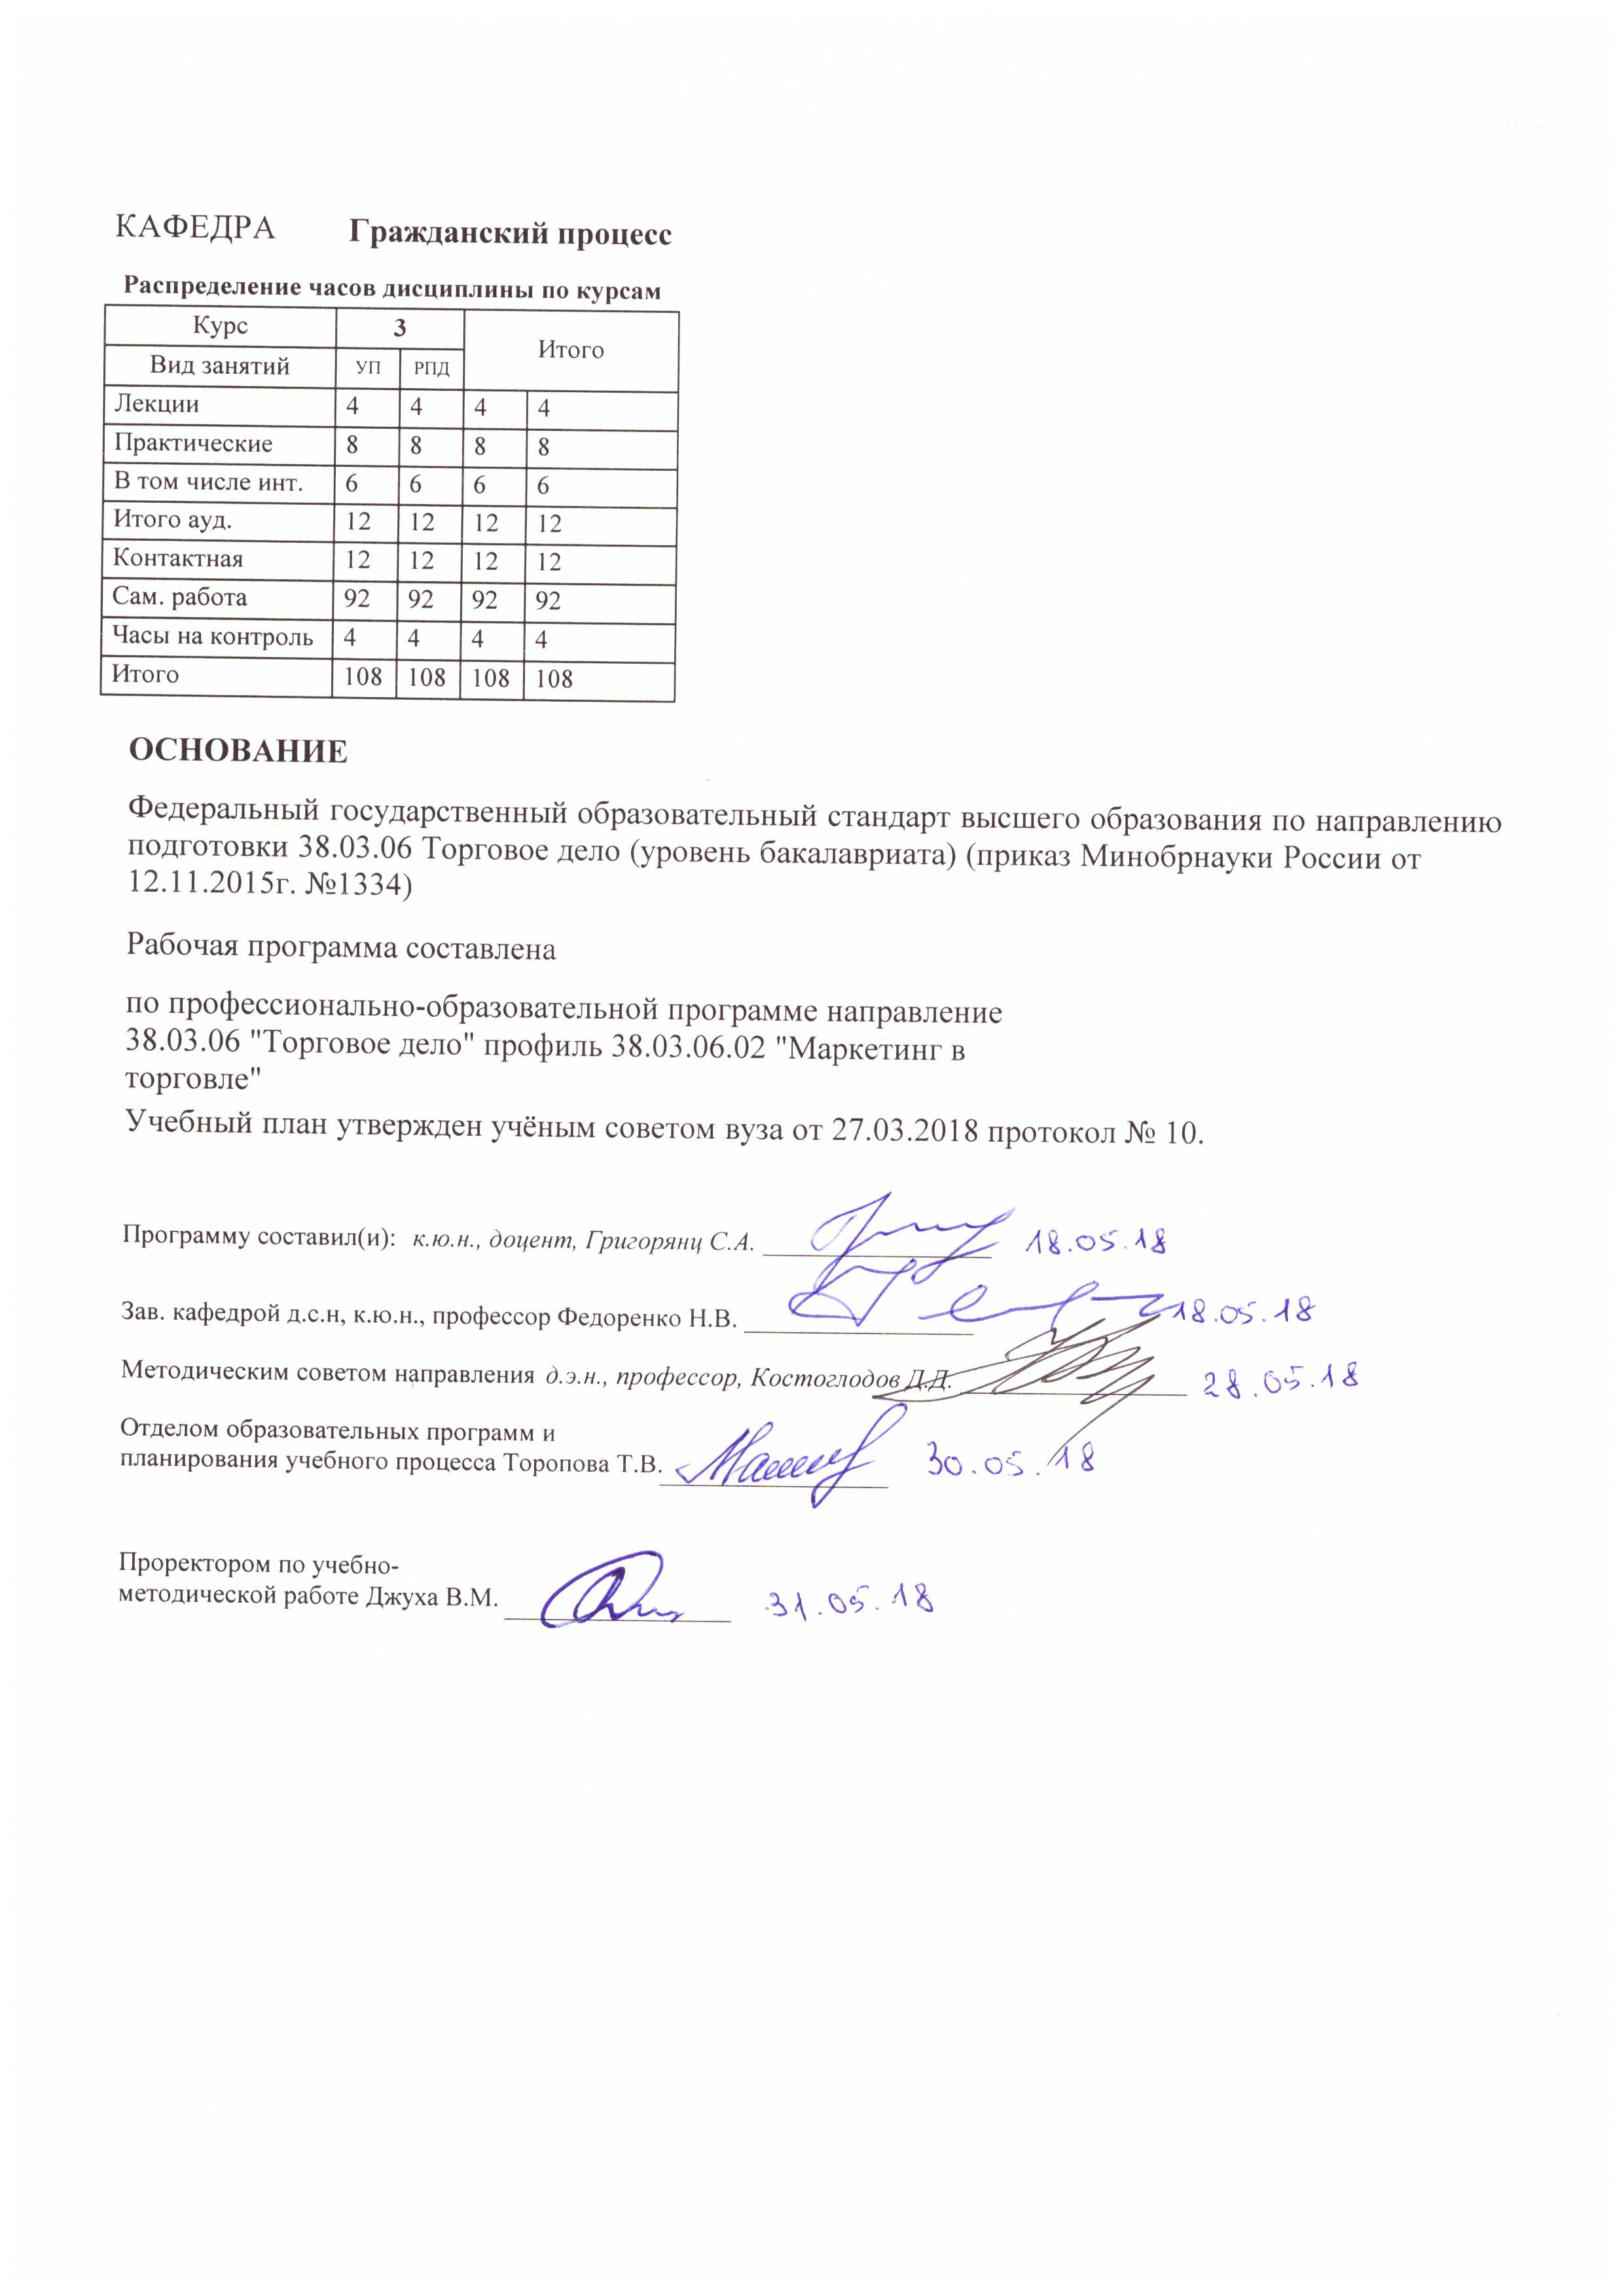 КАФЕДРА Гражданский процесс
Распределение часов дисциплины по курсам
Курс 3 Итого
Вид занятий УП РПД
Лекции 4 4 4 4
Практические 8 8 8 8
В том числе инт. 6 6 6 6
Итого ауд. 12 12 12 12
Контактная 12 12 12 12
Сам. работа 92 92 92 92
Часы на контроль 4 4 4 4
Итого 108 108 108 108
ОСНОВАНИЕ
Федеральный государственный образовательный стандарт высшего образования по направлению
подготовки 38.03.06 Торговое дело (уровень бакалавриата) (приказ Минобрнауки России от
12.11.2015г. №1334)
Рабочая программа составлена
по профессионально-образовательной программе направление
38.03.06 "Торговое дело" профиль 38.03.06.02 "Маркетинг в
торговле"
Учебный план утвержден учёным советом вуза от 27.03.2018 протокол № 10.
Программу составил(и): к.ю.н., доцент, Григорянц С.А. 18.05.18
Зав. кафедрой д.с.н, к.ю.н., профессор Федоренко Н.В. 18.05.18
Методическим советом направления д.э.н., профессор, Костоглодов Д.Д. 28.05.18
Отделом образовательных программ и
планирования учебного процесса Торопова Т.В. 30.05.18
Проректором по учебно-
методической работе Джуха В.М. 31.05.18